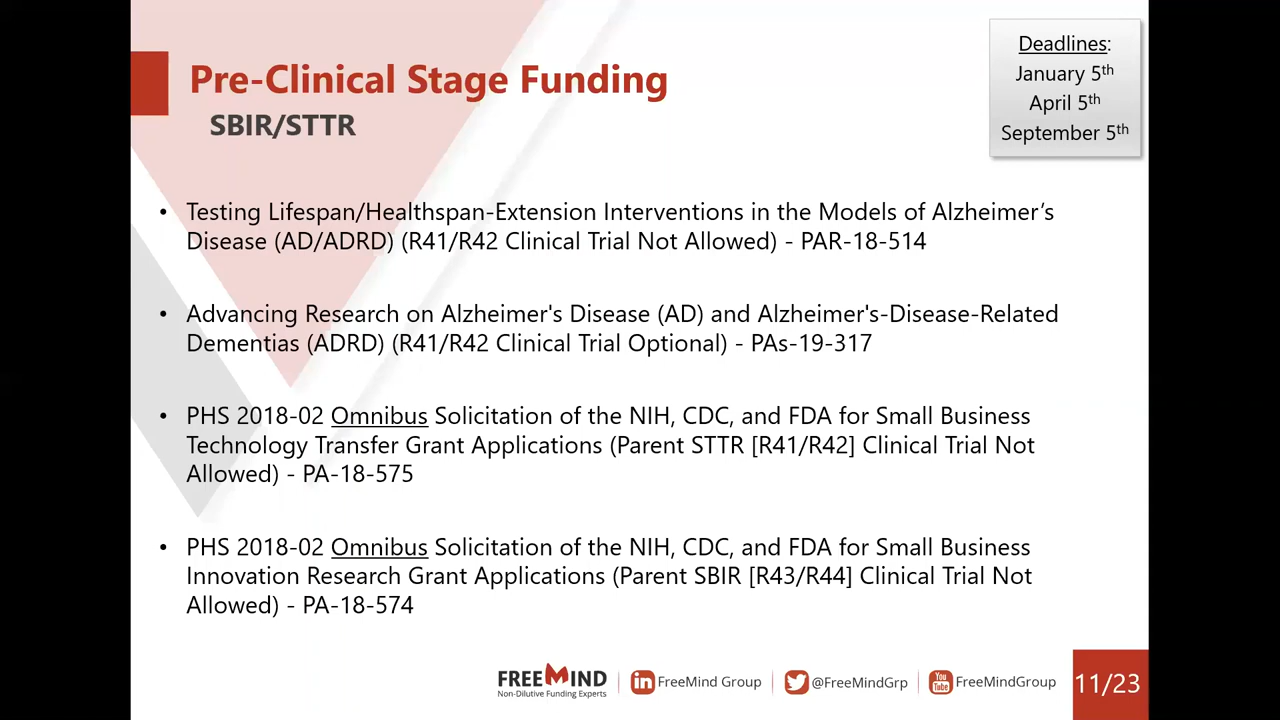 Pre-Clinical Stage Funding
SBIR/STTR
Deadlines:
January 5th
April 5th
September 5th
• Testing Lifespan/Healthspan-Extension Interventions in the Models of Alzheimer‘s
Disease (AD/ADRD) (R41/R42 Clinical Trial Not Allowed) - PAR-18-514
• Advancing Research on Alzheimer's Disease (AD) and Alzheimer's-Disease-Related
Dementias (ADRD) (R41/R42 Clinical Trial Optional) - PAs-19-317
• PHS 2018-02 Omnibus Solicitation of the NIH, CDC, and FDA for Small Business
Technology Transfer Grant Applications (Parent STTR [R41/R42] Clinical Trial Not
Allowed) - PA-18-575
• PHS 2018-02 Omnibus Solicitation of the NIH, CDC, and FDA for Small Business
Innovation Research Grant Applications (Parent SBIR [R43/R44] Clinical Trial Not
Allowed) - PA-18-574
FREEMIND
Non-Dilutive Funding Experts
in FreeMind Group
@FreeMindGrp
You Tube FreeMindGroup
11/23